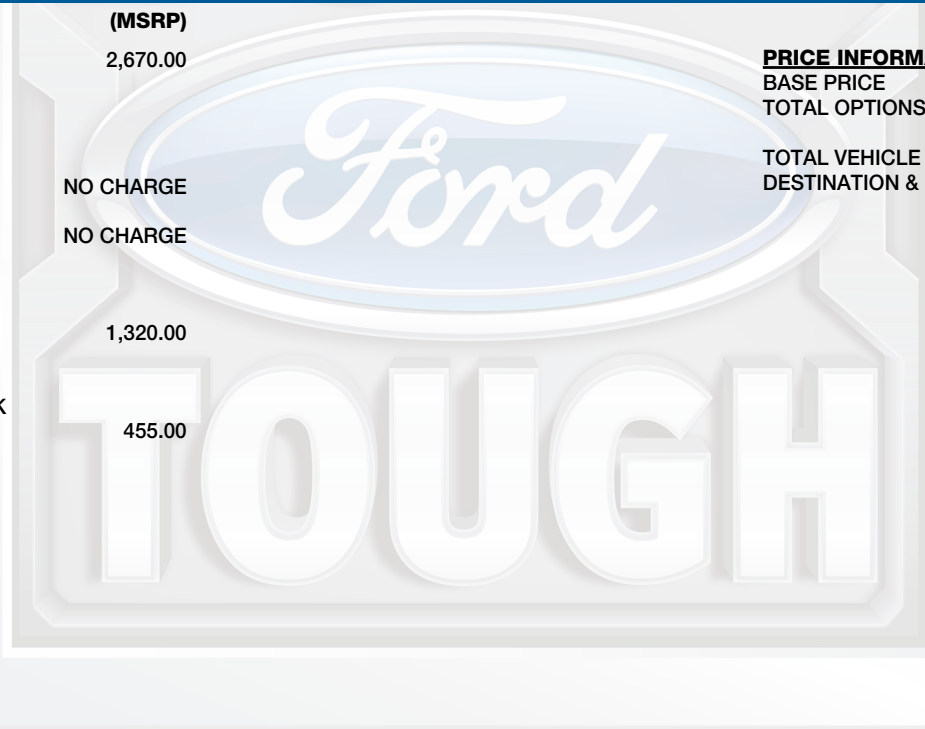 (MSRP)
2,670.00
NO CHARGE
NO CHARGE
1,320.00
K
455.00
PRICE INFORMA
BASE PRICE
TOTAL OPTIONS
TOTAL VEHICLE
DESTINATION &
Ford
TOUGH